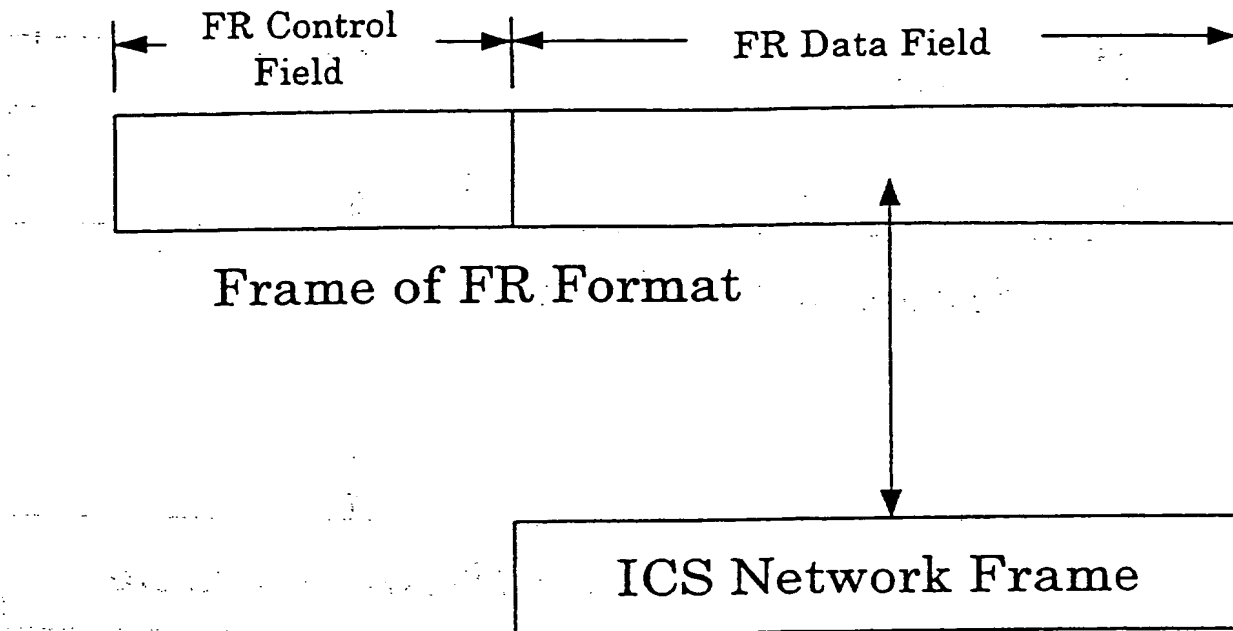 FR Control
Field
FR Data Field
Frame of FR Format
ICS Network Frame